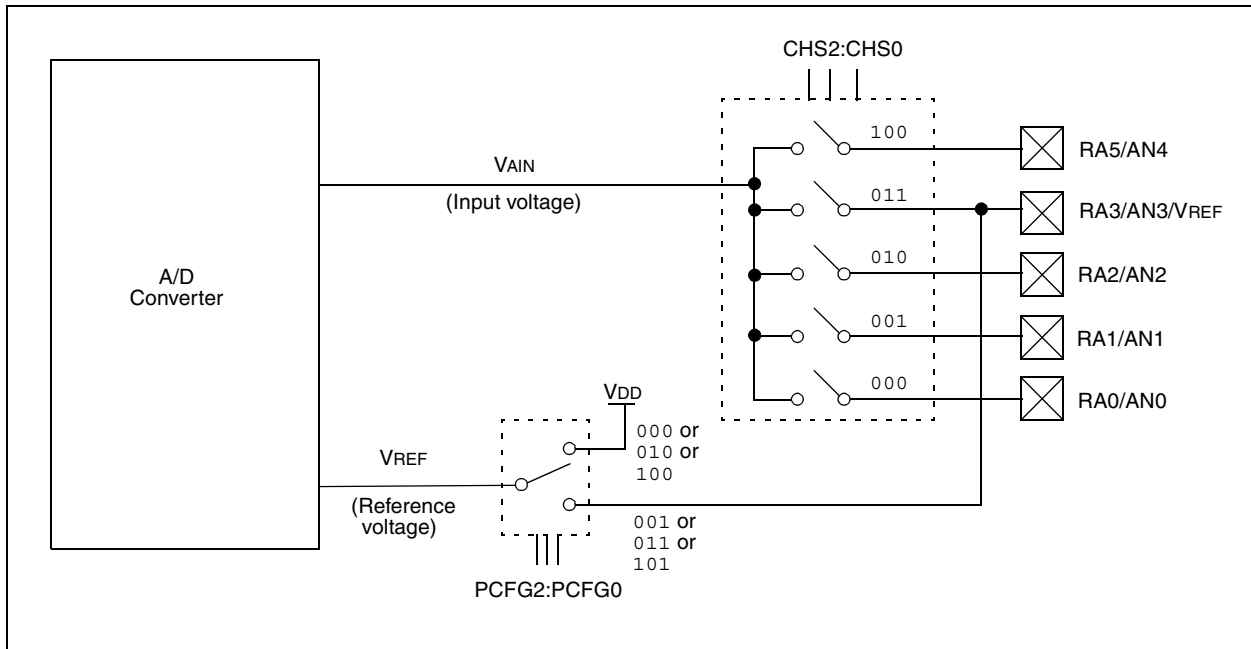 CHS2:CHS0
100
RA5/AN4
VAIN
(Input voltage)
011
RA3/AN3/VREF
A/D
Converter
010
RA2/AN2
001
RA1/AN1
000
RA0/AN0
VDD
000 or
010 or
100
VREF
(Reference
voltage)
001 or
011 or
101
PCFG2:PCFG0